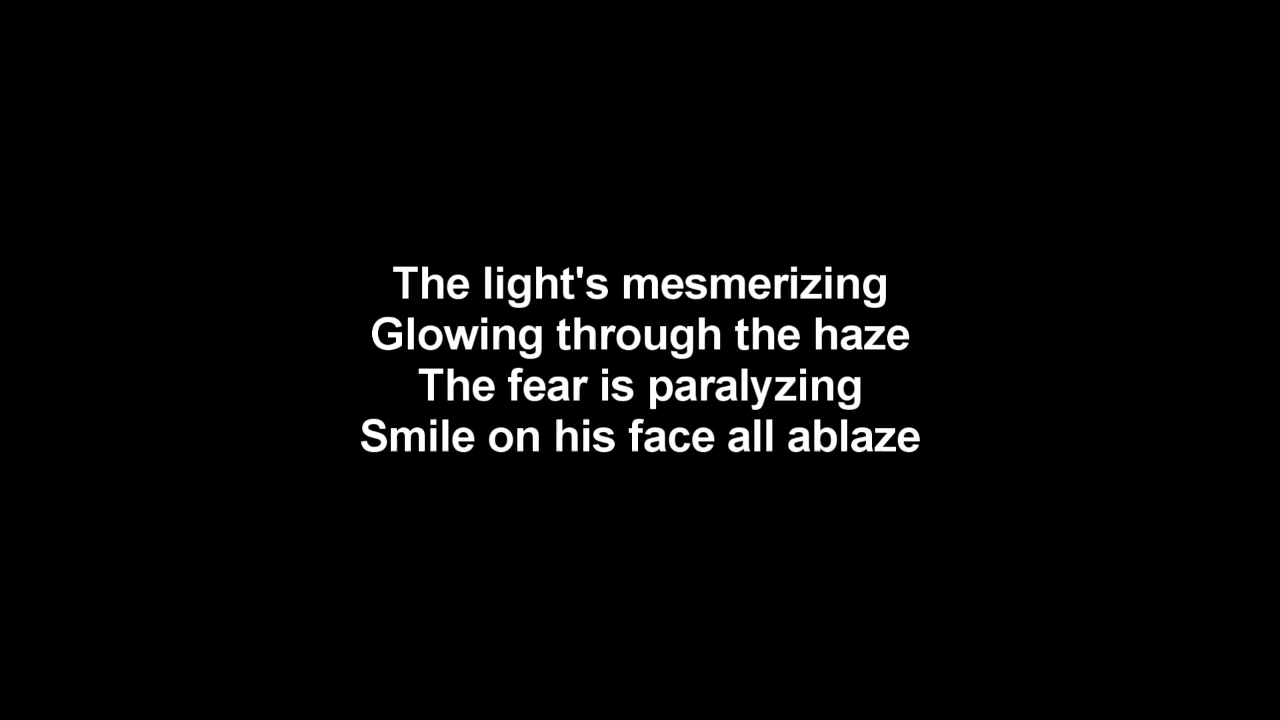 The light's mesmerizing
Glowing through the haze
The fear is paralyzing
Smile on his face all ablaze